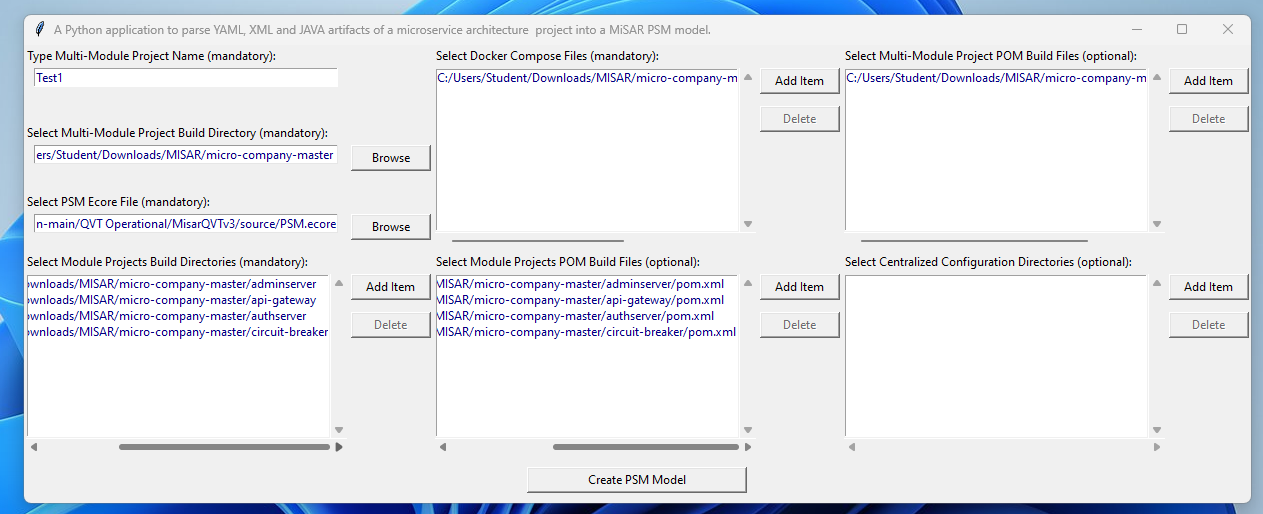 A Python application to parse YAML, XML and JAVA artifacts of a microservice architecture project into a MiSAR PSM model.
Type Multi-Module Project Name (mandatory):
Test1
Select Multi-Module Project Build Directory (mandatory):
ers/Student/Downloads/MISAR/micro-company-master
Browse
Select PSM Ecore File (mandatory):
n-main/QVT Operational/MisarQVTv3/source/PSM.ecore
Browse
Select Docker Compose Files (mandatory):
C:/Users/Student/Downloads/MISAR/micro-company-m
Add Item
Delete
Select Multi-Module Project POM Build Files (optional):
C:/Users/Student/Downloads/MISAR/micro-company-m
Add Item
Delete
Select Module Projects Build Directories (mandatory):
ownloads/MISAR/micro-company-master/adminserver
ownloads/MISAR/micro-company-master/api-gateway
ownloads/MISAR/micro-company-master/authserver
ownloads/MISAR/micro-company-master/circuit-breaker
Add Item
Delete
Select Module Projects POM Build Files (optional):
MISAR/micro-company-master/adminserver/pom.xml
MISAR/micro-company-master/api-gateway/pom.xml
MISAR/micro-company-master/authserver/pom.xml
MISAR/micro-company-master/circuit-breaker/pom.xml
Add Item
Delete
Select Centralized Configuration Directories (optional):
Add Item
Delete
Create PSM Model